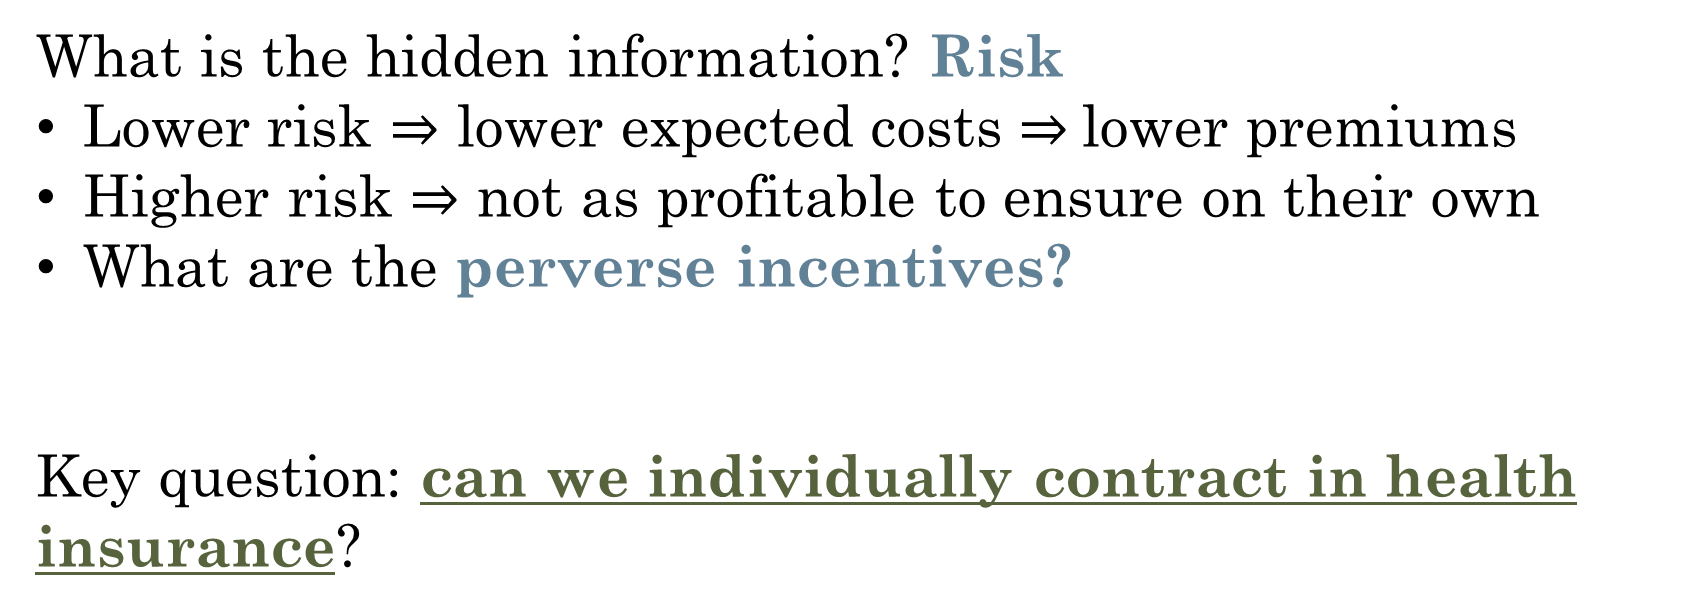 What is the hidden information? Risk
• Lower risk ⇒ lower expected costs ⇒ lower premiums
• Higher risk ⇒ not as profitable to ensure on their own
• What are the perverse incentives?
Key question: can we individually contract in health
insurance?